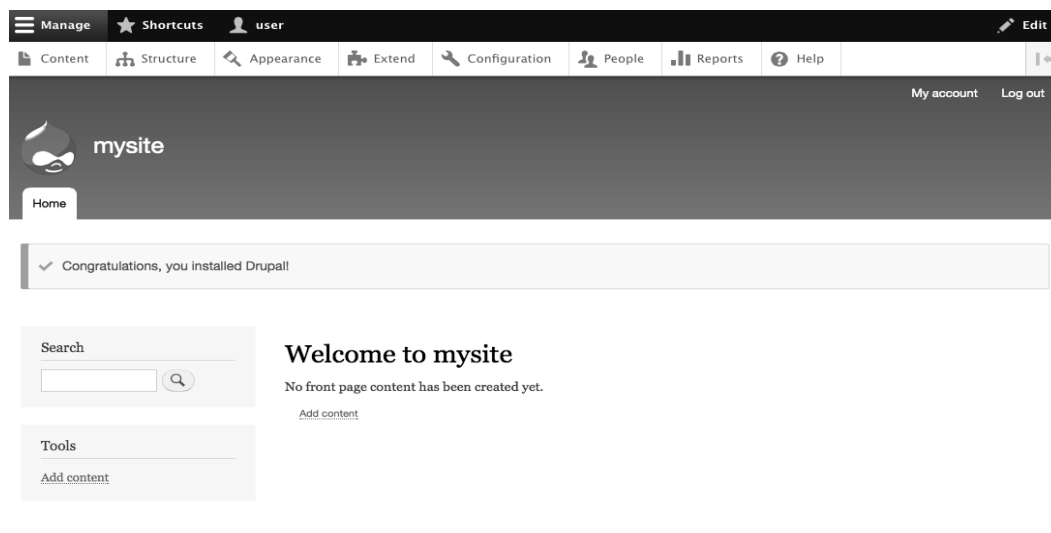 Manage Shortcuts user Edit
Content Structure Appearance Extend Configuration People Reports Help
My account Log out
mysite
Home
Congratulations, you installed Drupal!
Search
Welcome to mysite
No front page content has been created yet.
Add content
Tools
Add content